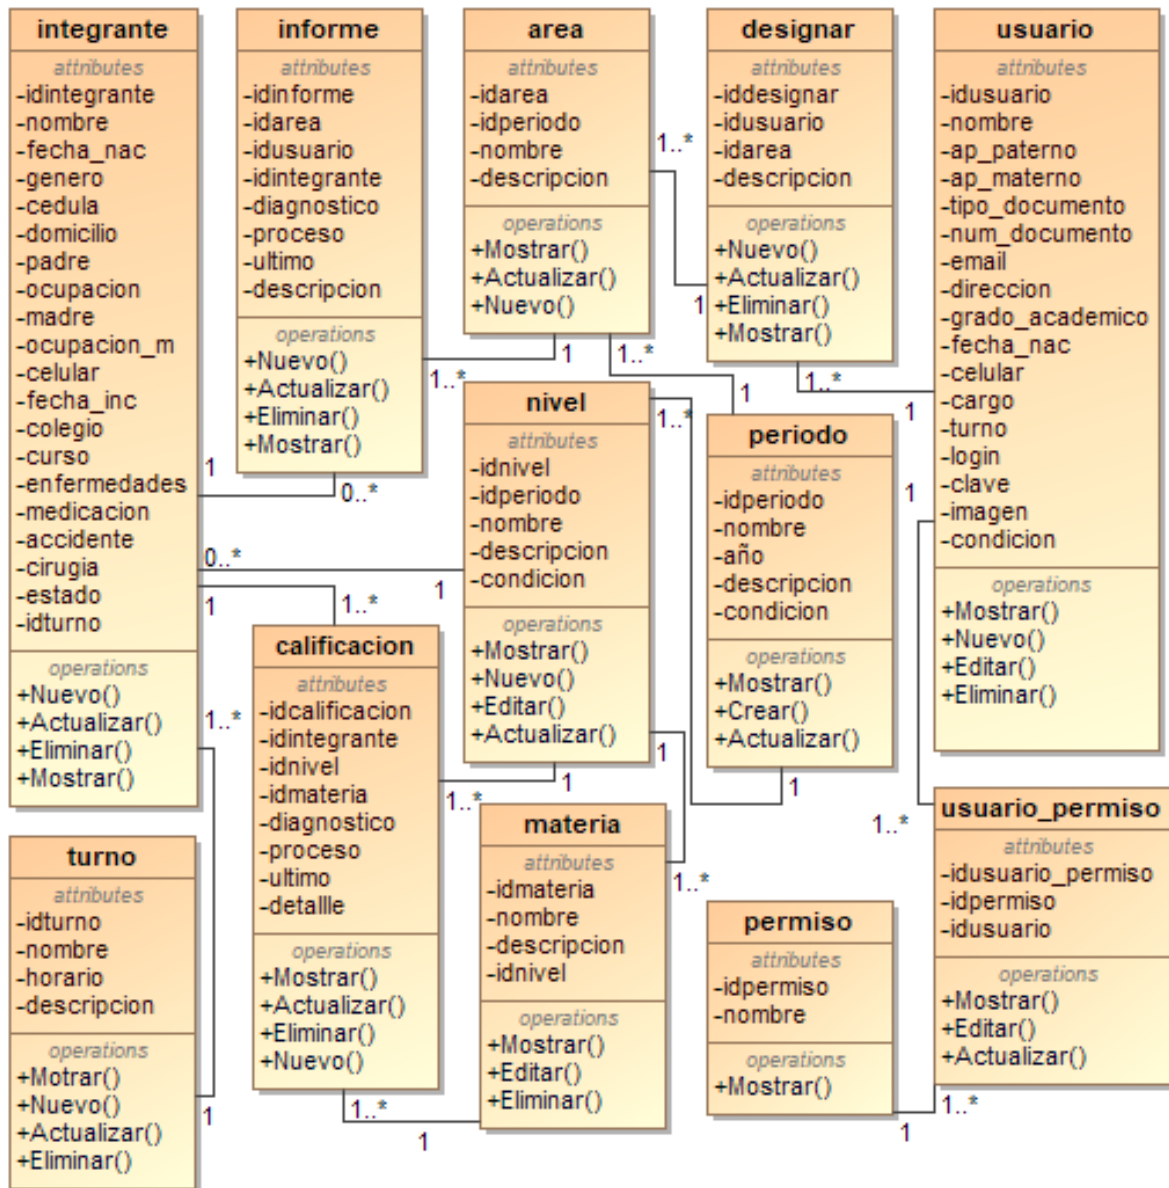 integrante
attributes
-idintegrante
-nombre
-fecha_nac
-genero
-cedula
-domicilio
-padre
-ocupacion
-madre
-ocupacion_m
-celular
-fecha_inc
-colegio
-curso
-enfermedades
-medicacion
-accidente
-cirugia
-estado
-idturno
operations
+Nuevo()
+Actualizar()
+Eliminar()
+Mostrar()
informe
attributes
-idinforme
-idarea
-idusuario
-idintegrante
-diagnostico
-proceso
-ultimo
-descripcion
operations
+Nuevo()
+Actualizar()
+Eliminar()
+Mostrar()
area
attributes
-idarea
-idperiodo
-nombre
-descripcion
operations
+Mostrar()
+Actualizar()
+Nuevo()
designar
attributes
-iddesignar
-idusuario
-idarea
-descripcion
operations
+Nuevo()
+Actualizar()
+Eliminar()
+Mostrar()
usuario
attributes
-idusuario
-nombre
-ap_paterno
-ap_materno
-tipo_documento
-num_documento
-email
-direccion
-grado_academico
-fecha_nac
-celular
-cargo
-turno
-login
-clave
-imagen
-condicion
operations
+Mostrar()
+Nuevo()
+Editar()
+Eliminar()
1..*
1
1..*
1
1..*
1
1..*
1
1
0..*
0..*
1
1
1..*
1..*
1
1..*
1
nivel
attributes
-idnivel
-idperiodo
-nombre
-descripcion
-condicion
operations
+Mostrar()
+Nuevo()
+Editar()
+Actualizar()
periodo
attributes
-idperiodo
-nombre
-año
-descripcion
-condicion
operations
+Mostrar()
+Crear()
+Actualizar()
calificacion
attributes
-idcalificacion
-idintegrante
-idnivel
-idmateria
-diagnostico
-proceso
-ultimo
-detallle
operations
+Mostrar()
+Actualizar()
+Eliminar()
+Nuevo()
1..*
1
1
1..*
1
1..*
turno
attributes
-idturno
-nombre
-horario
-descripcion
operations
+Motrar()
+Nuevo()
+Actualizar()
+Eliminar()
1..*
1
materia
attributes
-idmateria
-nombre
-descripcion
-idnivel
operations
+Mostrar()
+Editar()
+Eliminar()
permiso
attributes
-idpermiso
-nombre
operations
+Mostrar()
usuario_permiso
attributes
-idusuario_permiso
-idpermiso
-idusuario
operations
+Mostrar()
+Editar()
+Actualizar()
1..*
1